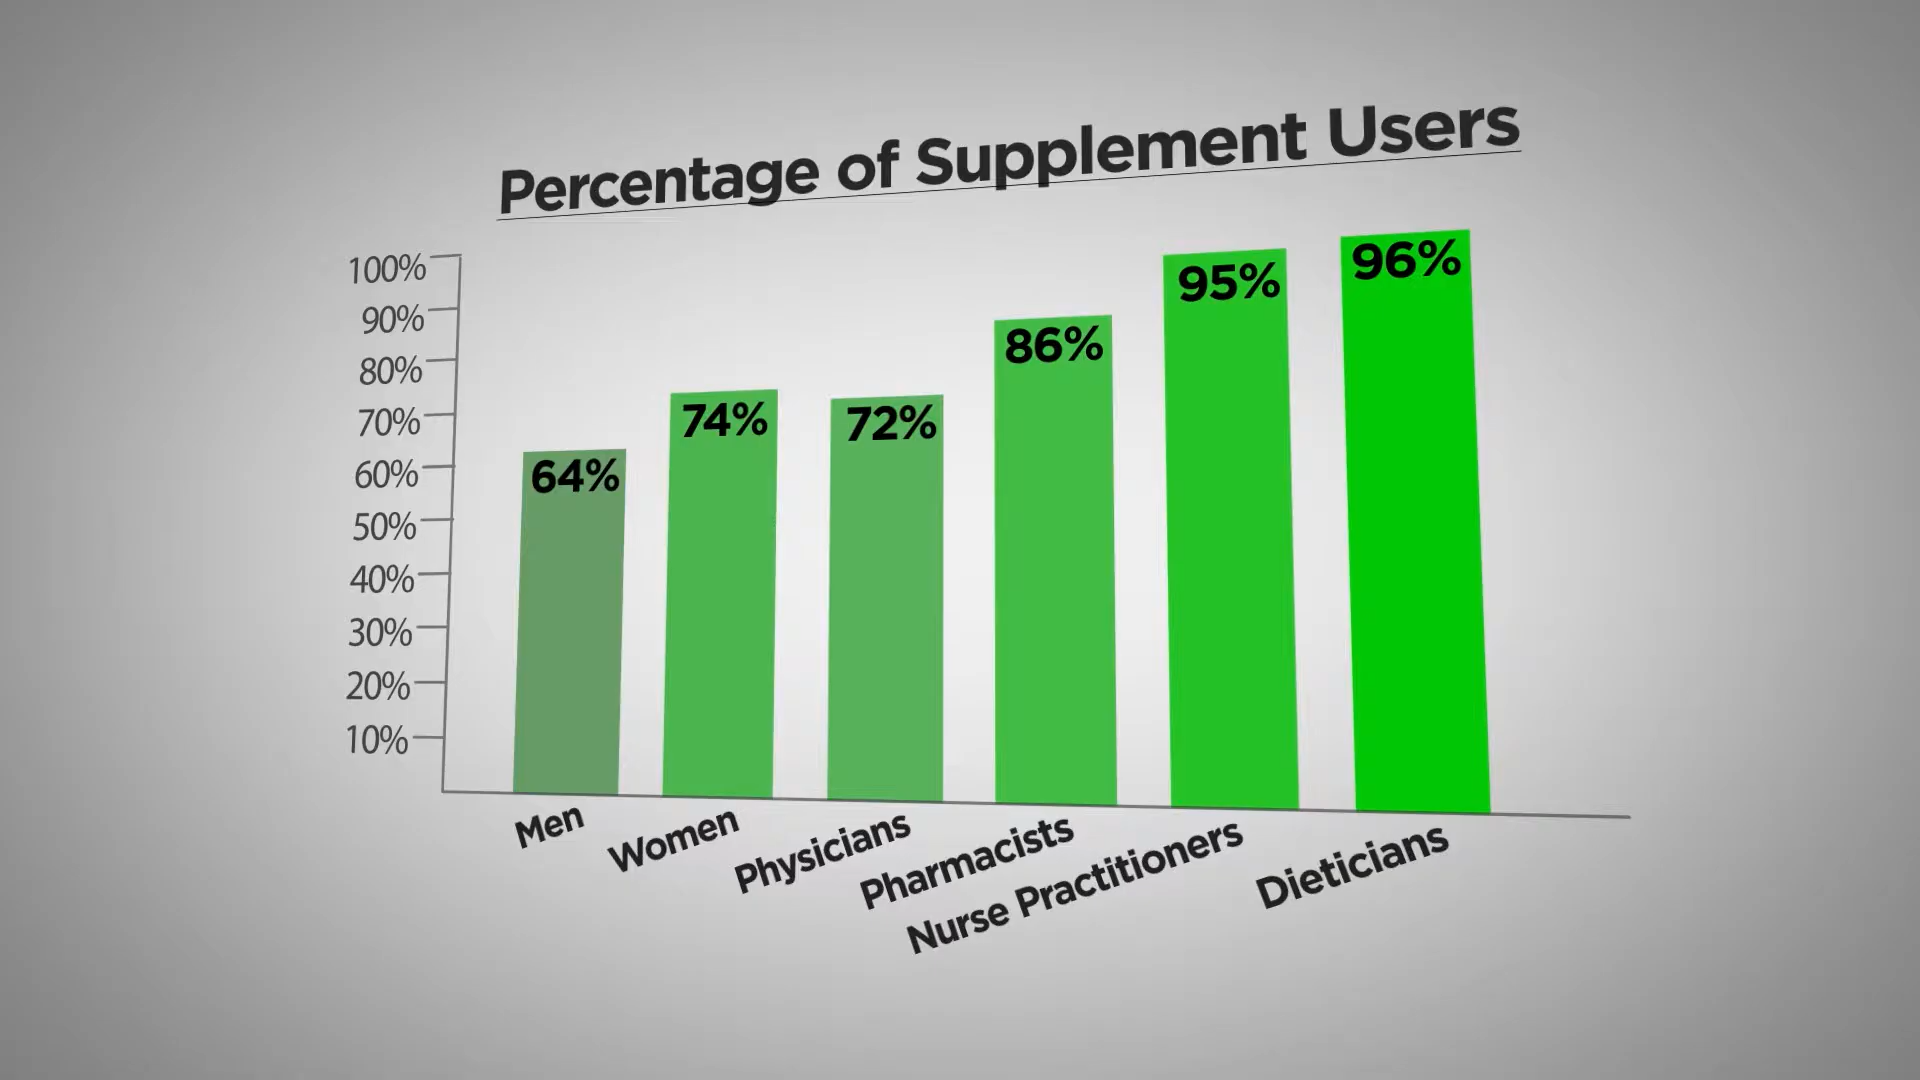 Percentage of Supplement Users
100%
90%
80%
70%
60%
50%
40%
30%
20%
10%
64%
74%
72%
86%
95%
96%
Men
Women
Physicians
Pharmacists
Nurse Practitioners
Dieticians